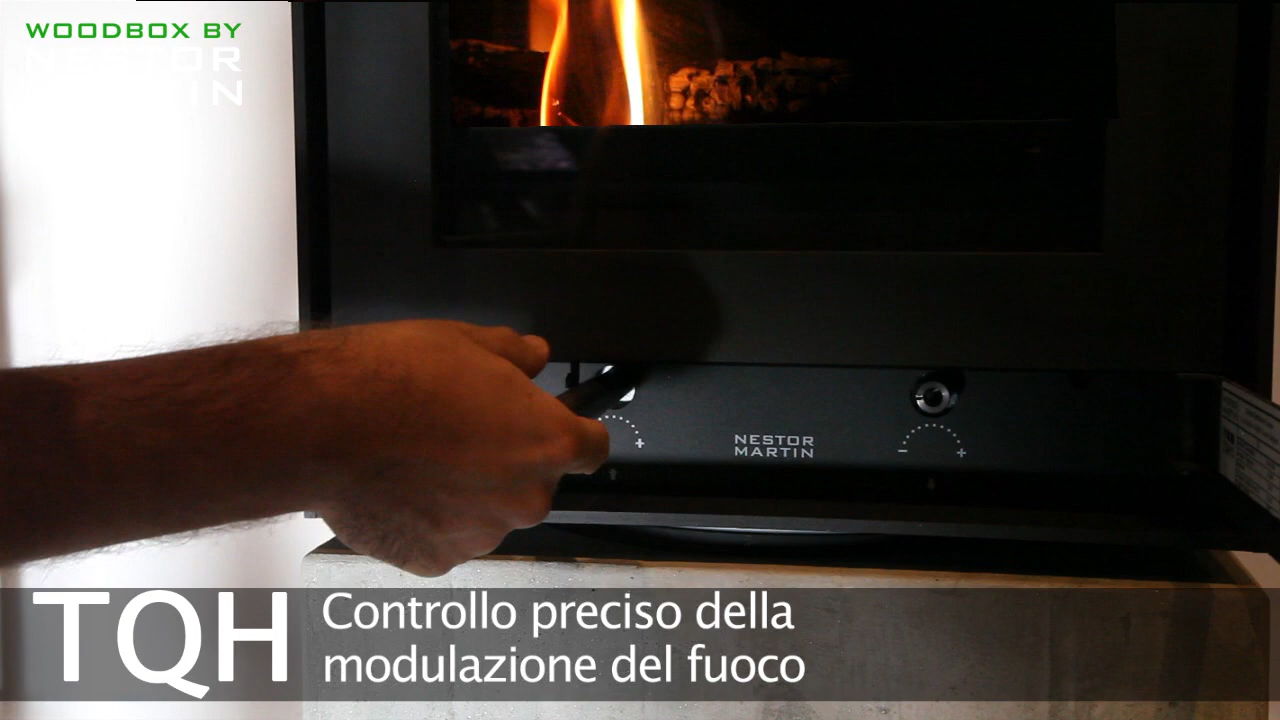 WOODBOX BY
NESTOR
MARTIN
NESTOR
MARTIN
- +
+
TQH
Controllo preciso della
modulazione del fuoco